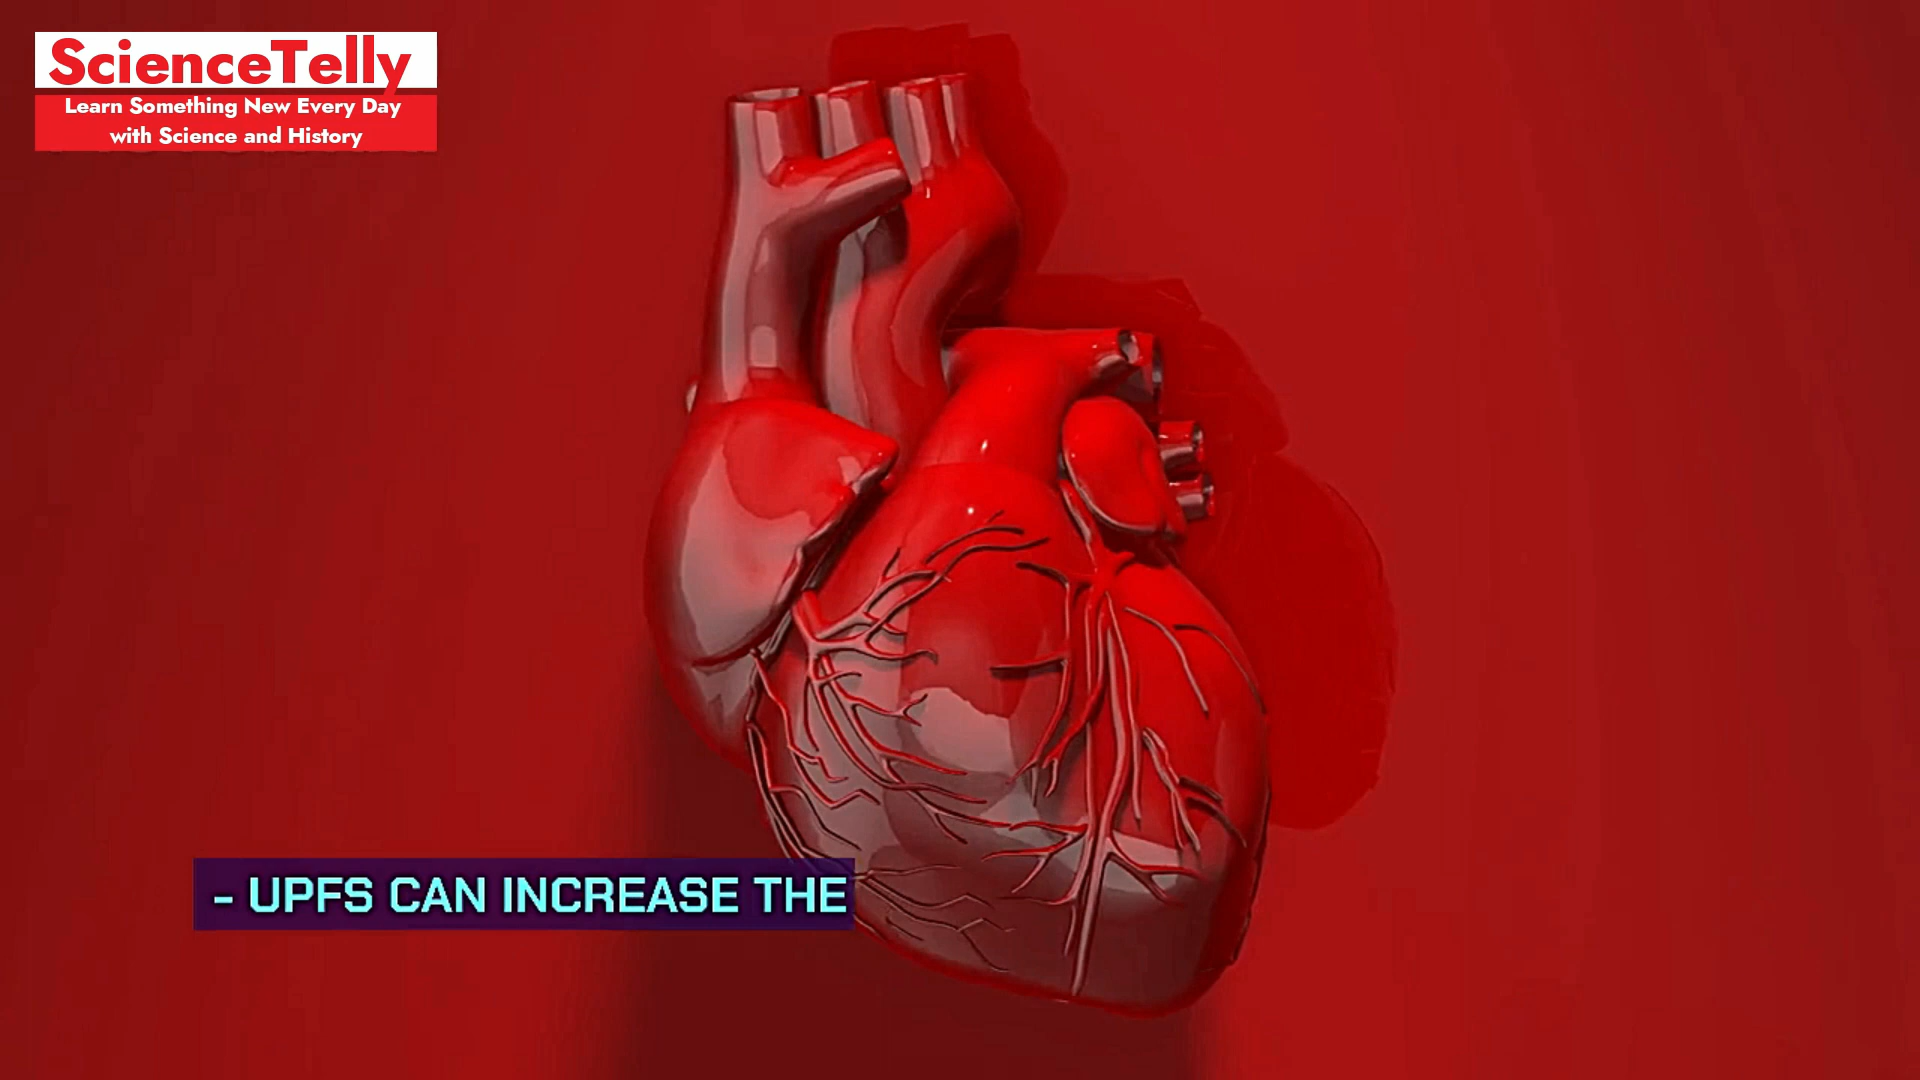 ScienceTelly
Learn Something New Every Day
with Science and History
- UPFS CAN INCREASE THE